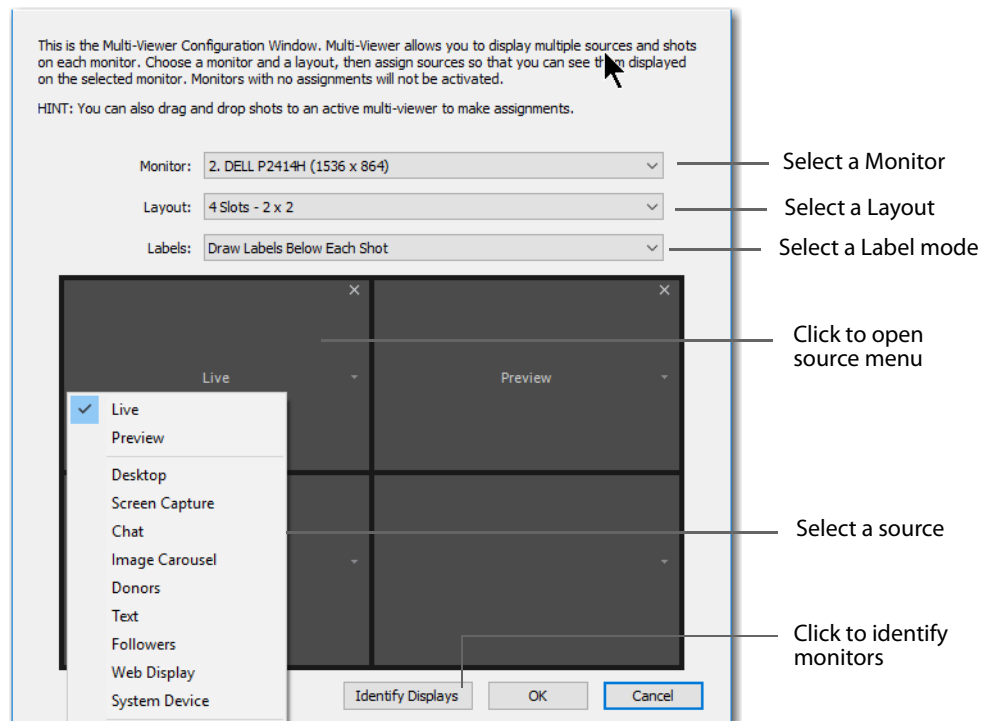 This is the Multi-Viewer Configuration Window. Multi-Viewer allows you to display multiple sources and shots
on each monitor. Choose a monitor and a layout, then assign sources so that you can see them displayed
on the selected monitor. Monitors with no assignments will not be activated.
HINT: You can also drag and drop shots to an active multi-viewer to make assignments.
Monitor: 2. DELL P2414H (1536 x 864)
Select a Monitor
Layout: 4 Slots - 2 x 2
Select a Layout
Labels: Draw Labels Below Each Shot
Select a Label mode
Click to open
source menu
Live
Preview
Live
Preview
Desktop
Screen Capture
Chat
Image Carousel
Donors
Text
Followers
Web Display
System Device
Select a source
Click to identify
monitors
Identify Displays
OK
Cancel